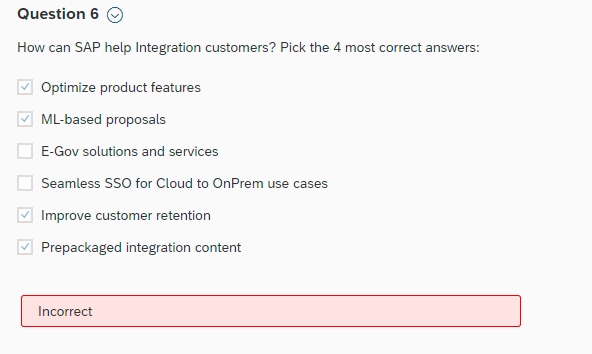 Question 6
How can SAP help Integration customers? Pick the 4 most correct answers:
Optimize product features
ML-based proposals
E-Gov solutions and services
Seamless SSO for Cloud to OnPrem use cases
Improve customer retention
Prepackaged integration content
Incorrect